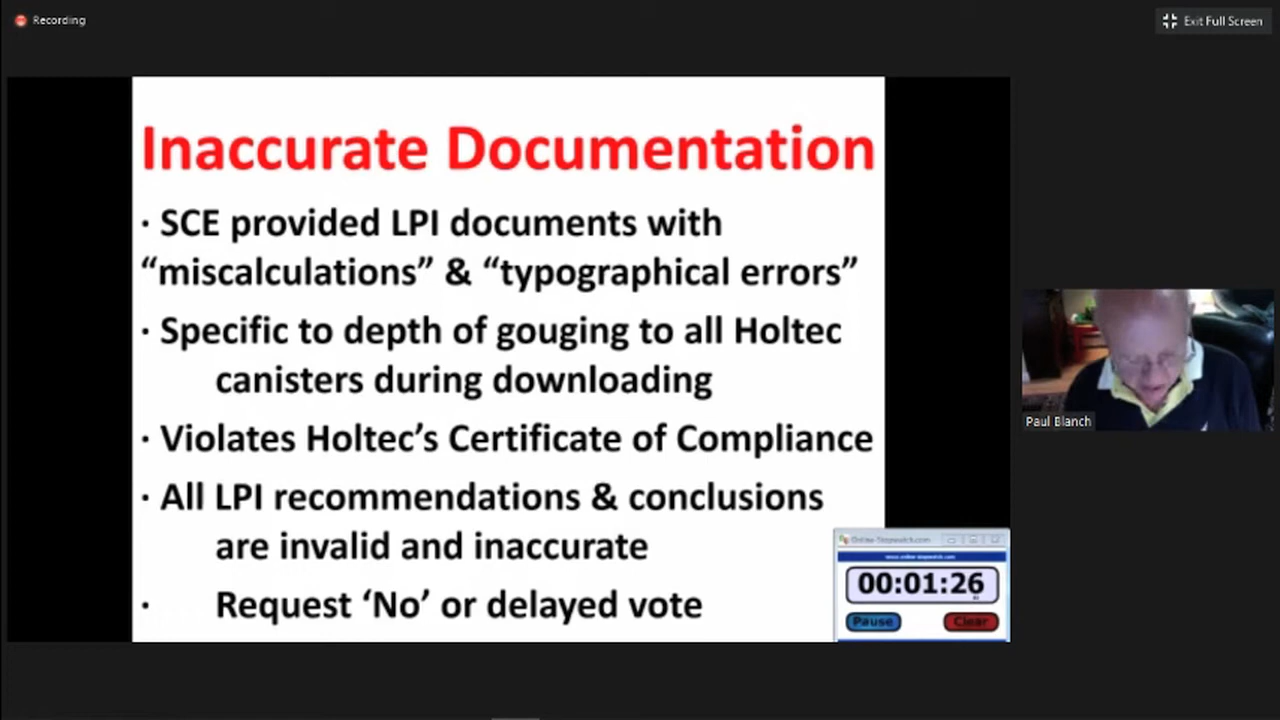 Recording
Exit Full Screen
Inaccurate Documentation
· SCE provided LPI documents with
“miscalculations” & “typographical errors”
· Specific to depth of gouging to all Holtec
canisters during downloading
· Violates Holtec’s Certificate of Compliance
· All LPI recommendations & conclusions
are invalid and inaccurate
· Request ‘No’ or delayed vote
Paul Blanch
Online-Stopwatch.com
www.online-stopwatch.com
00:01:26
Pause
Clear